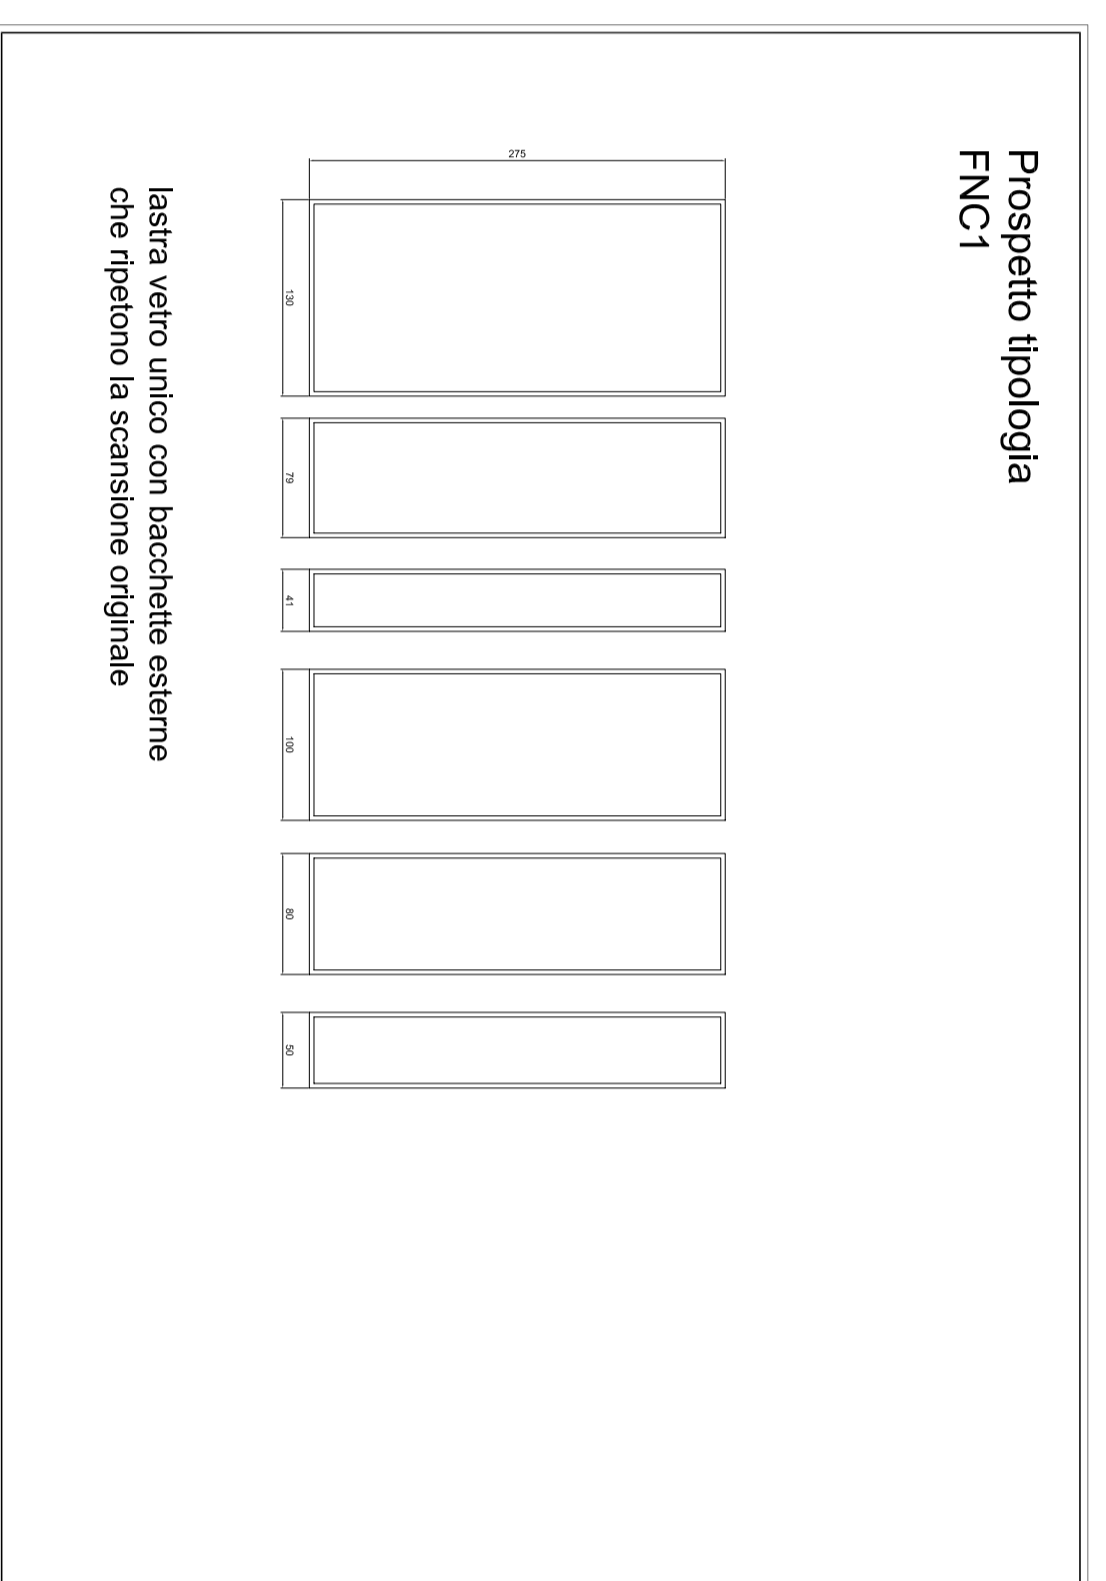 Prospetto tipologia
FNC1
275
130
79
41
100
80
50
lastra vetro unico con bacchette esterne
che ripetono la scansione originale